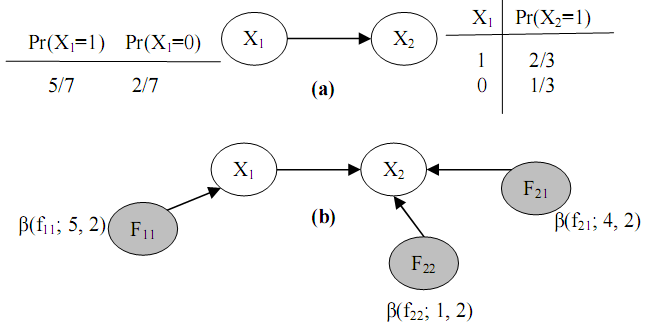 Pr(X₁=1) Pr(X₁=0)
5/7 2/7
X₁
X₂
X₁ Pr(X₂=1)
1 2/3
0 1/3
(a)
X₁
X₂
F₁₁
β(f₁₁; 5, 2)
(b)
F₂₁
β(f₂₁; 4, 2)
F₂₂
β(f₂₂; 1, 2)